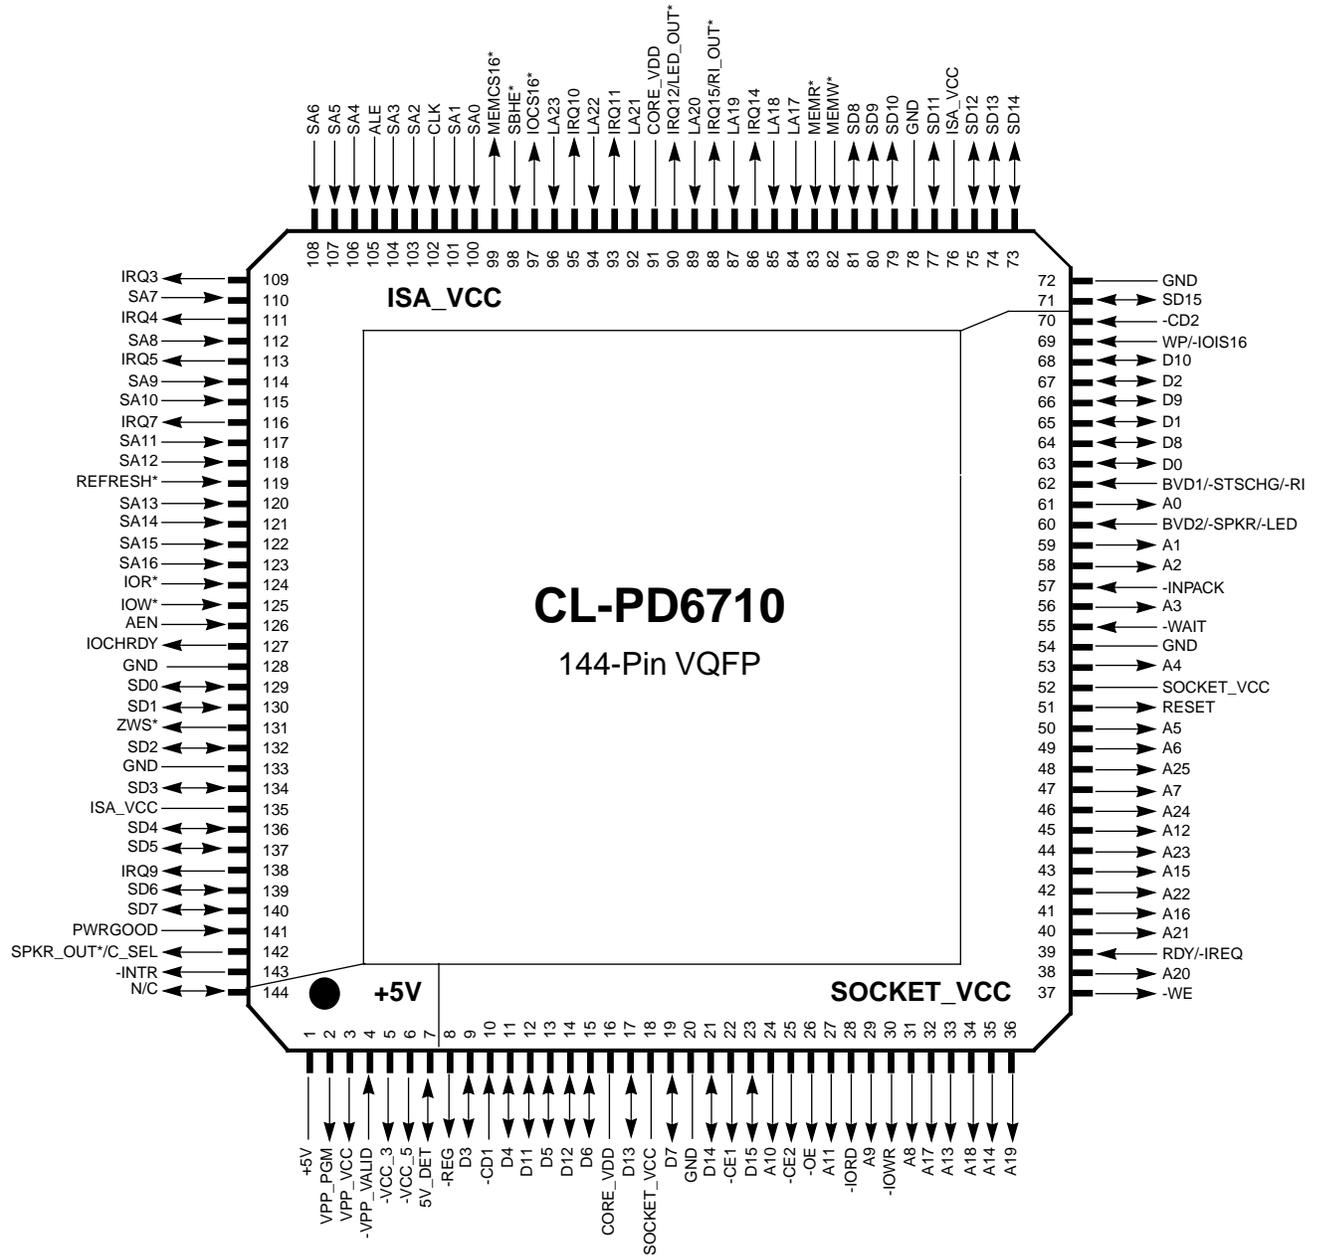 SA6
SA5
SA4
ALE
SA3
SA2
CLK
SA1
SA0
MEMCS16*
SBHE*
IOCS16*
LA23
IRQ10
LA22
IRQ11
LA21
CORE_VDD
IRQ12/LED_OUT*
LA20
IRQ15/RI_OUT*
LA19
IRQ14
LA18
LA17
MEMR*
MEMW*
SD8
SD9
SD10
GND
SD11
ISA_VCC
SD12
SD13
SD14
108
107
106
105
104
103
102
101
100
99
98
97
96
95
94
93
92
91
90
89
88
87
86
85
84
83
82
81
80
79
78
77
76
75
74
73
IRQ3 109
SA7 110
IRQ4 111
SA8 112
IRQ5 113
SA9 114
SA10 115
IRQ7 116
SA11 117
SA12 118
REFRESH* 119
SA13 120
SA14 121
SA15 122
SA16 123
IOR* 124
IOW* 125
AEN 126
IOCHRDY 127
GND 128
SD0 129
SD1 130
ZWS* 131
SD2 132
GND 133
SD3 134
ISA_VCC 135
SD4 136
SD5 137
IRQ9 138
SD6 139
SD7 140
PWRGOOD 141
SPKR_OUT*/C_SEL 142
-INTR 143
N/C 144
ISA_VCC
CL-PD6710
144-Pin VQFP
+5V
SOCKET_VCC
72 GND
71 SD15
70 -CD2
69 WP/-IOIS16
68 D10
67 D2
66 D9
65 D1
64 D8
63 D0
62 BVD1/-STSCHG/-RI
61 A0
60 BVD2/-SPKR/-LED
59 A1
58 A2
57 -INPACK
56 A3
55 -WAIT
54 GND
53 A4
52 SOCKET_VCC
51 RESET
50 A5
49 A6
48 A25
47 A7
46 A24
45 A12
44 A23
43 A15
42 A22
41 A16
40 A21
39 RDY/-IREQ
38 A20
37 -WE
1
2
3
4
5
6
7
8
9
10
11
12
13
14
15
16
17
18
19
20
21
22
23
24
25
26
27
28
29
30
31
32
33
34
35
36
+5V
VPP_PGM
VPP_VCC
-VPP_VALID
-VCC_3
-VCC_5
5V_DET
-REG
D3
-CD1
D4
D11
D5
D12
D6
CORE_VDD
D13
SOCKET_VCC
D7
GND
D14
-CE1
D15
A10
-CE2
-OE
A11
-IORD
A9
-IOWR
A8
A17
A13
A18
A14
A19